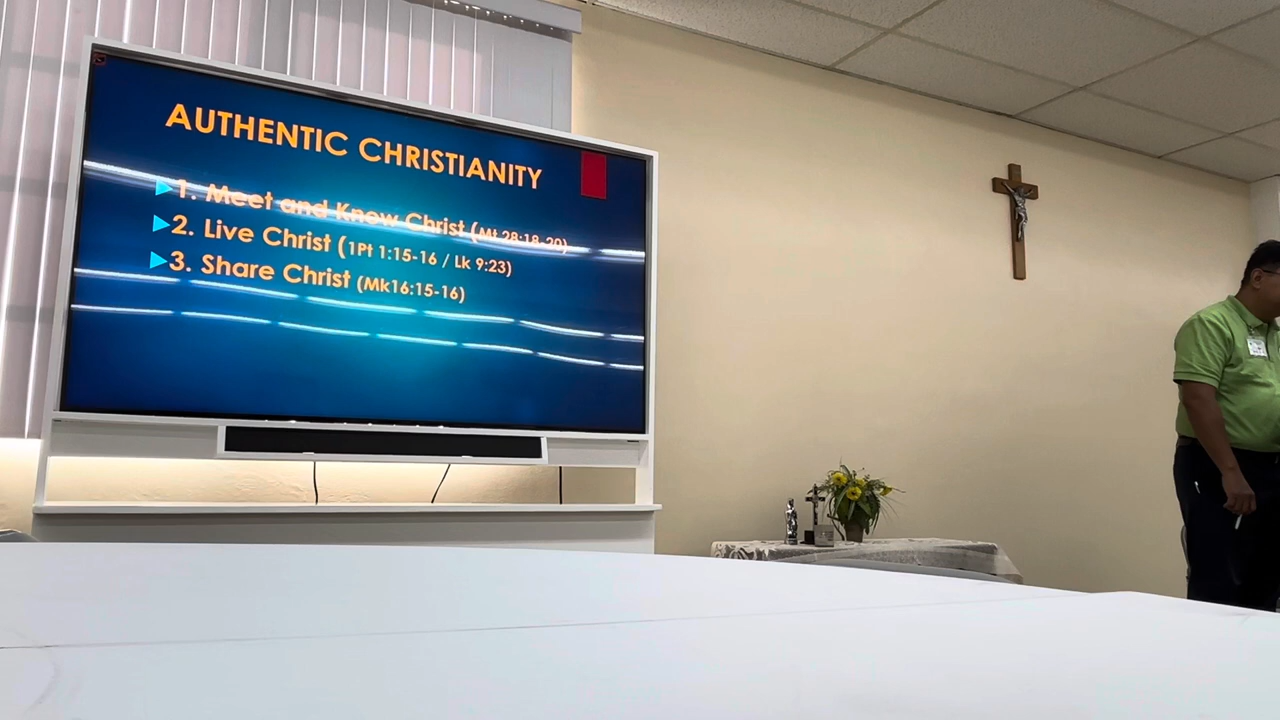 AUTHENTIC CHRISTIANITY
1. Meet and Know Christ (Mt 28:18-20)
2. Live Christ (1Pt 1:15-16 / Lk 9:23)
3. Share Christ (Mk16:15-16)